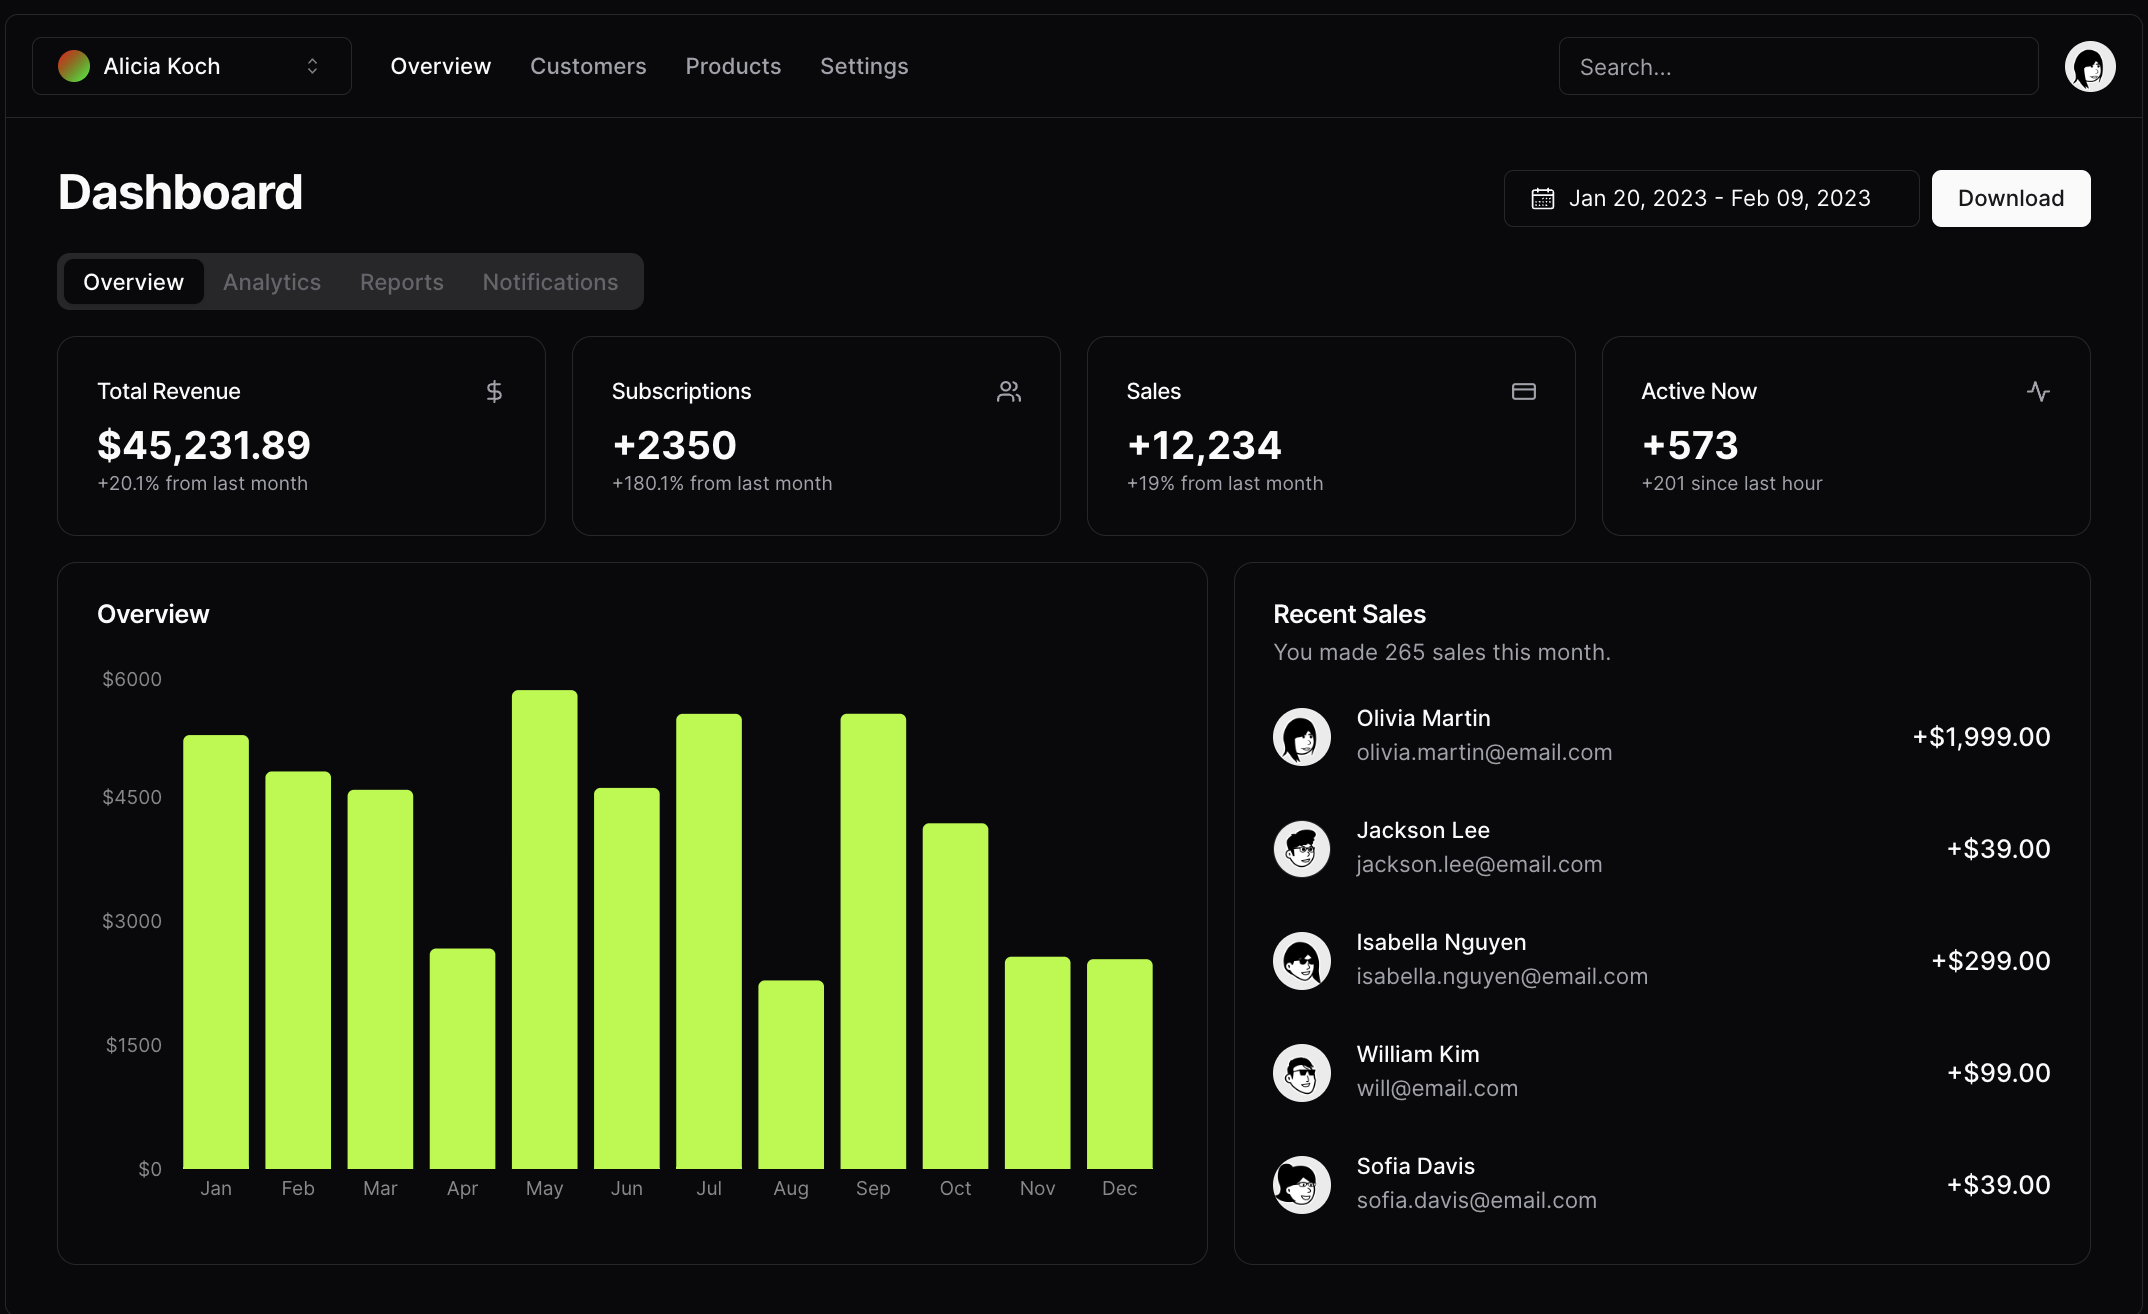 Alicia Koch
Overview Customers Products Settings
Search...
Dashboard
Jan 20, 2023 - Feb 09, 2023
Download
Overview Analytics Reports Notifications
Total Revenue
$45,231.89
+20.1% from last month
Subscriptions
+2350
+180.1% from last month
Sales
+12,234
+19% from last month
Active Now
+573
+201 since last hour
Overview
$6000
$4500
$3000
$1500
$0
Jan Feb Mar Apr May Jun Jul Aug Sep Oct Nov Dec
Recent Sales
You made 265 sales this month.
Olivia Martin
olivia.martin@email.com
+$1,999.00
Jackson Lee
jackson.lee@email.com
+$39.00
Isabella Nguyen
isabella.nguyen@email.com
+$299.00
William Kim
will@email.com
+$99.00
Sofia Davis
sofia.davis@email.com
+$39.00